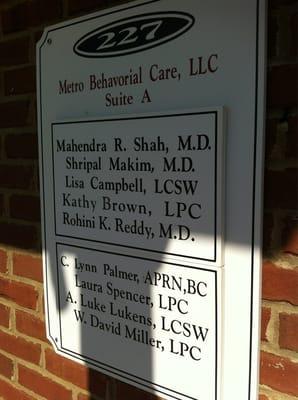 227
Metro Behavorial Care, LLC
Suite A
Mahendra R. Shah, M.D.
Shripal Makim, M.D.
Lisa Campbell, LCSW
Kathy Brown, LPC
Rohini K. Reddy, M.D.
C. Lynn Palmer, APRN,BC
Laura Spencer, LPC
A. Luke Lukens, LCSW
W. David Miller, LPC